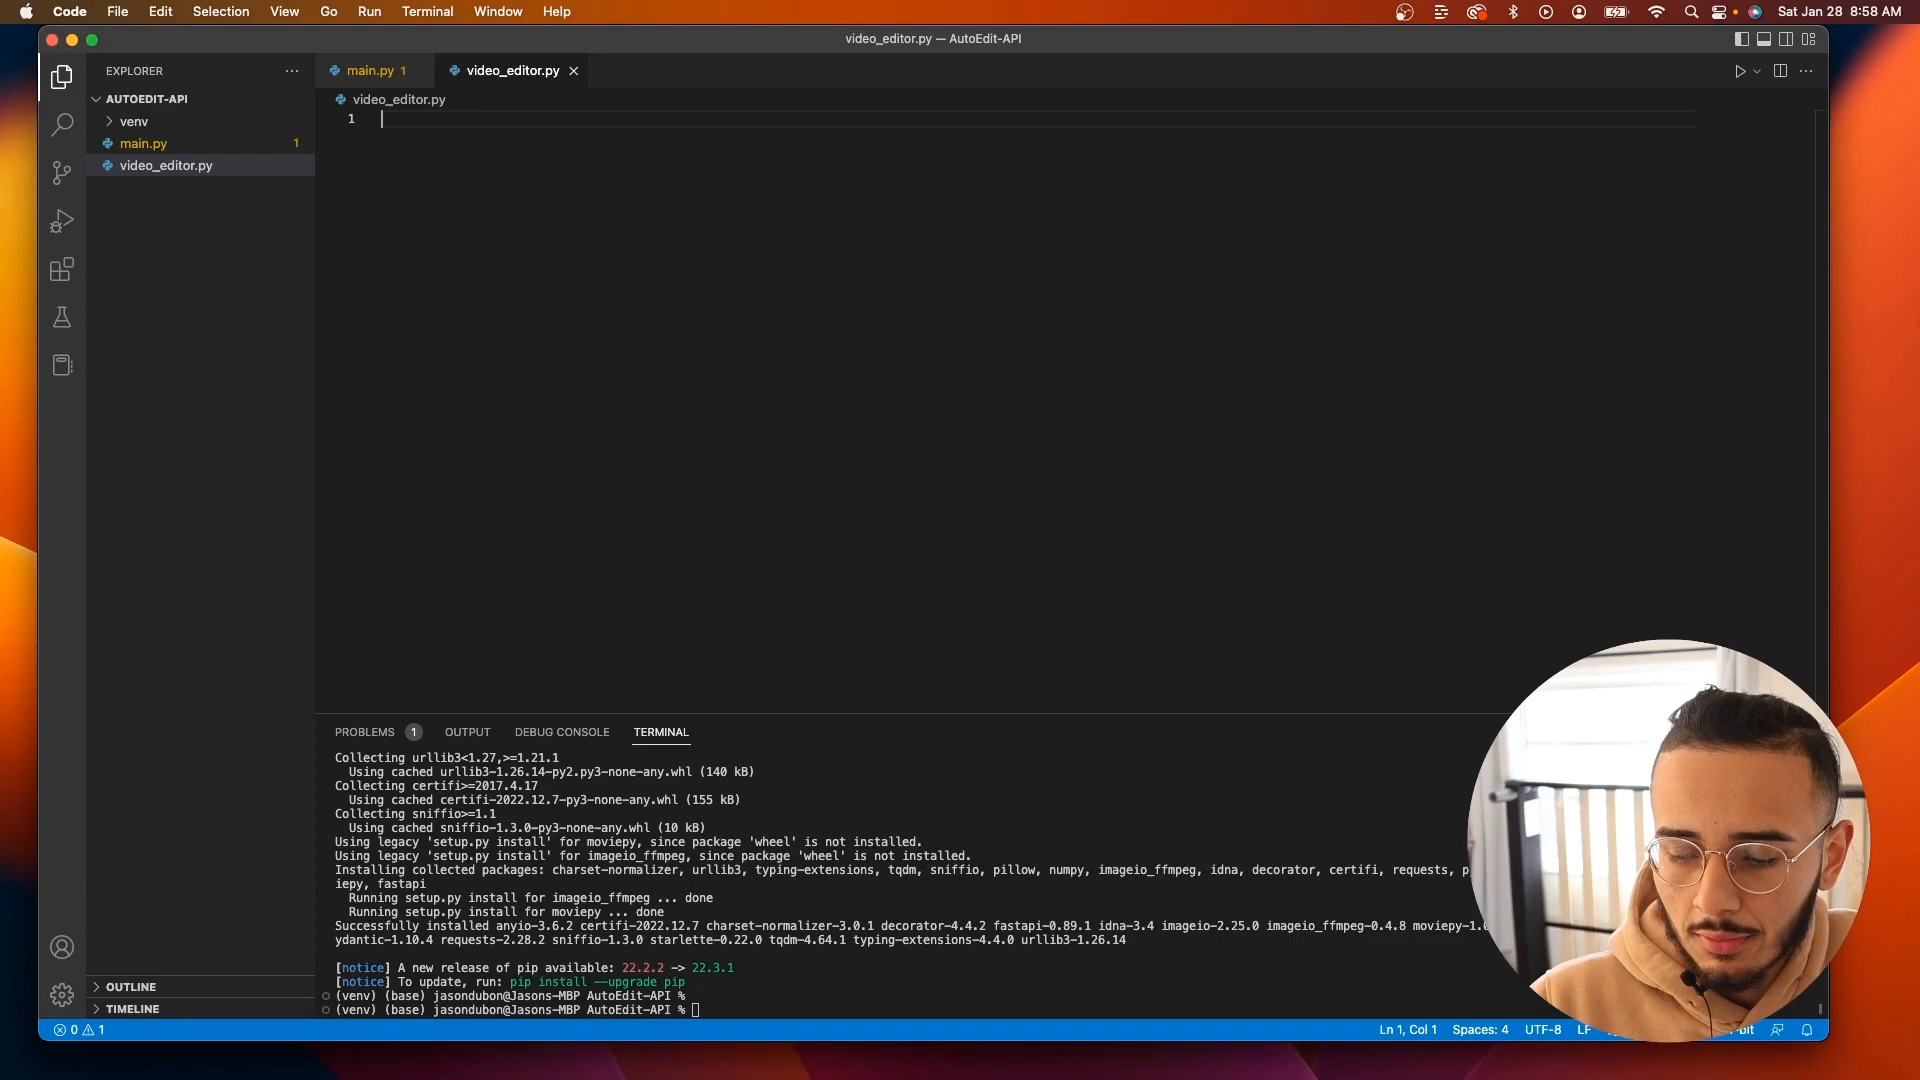 Code File Edit Selection View Go Run Terminal Window Help Sat Jan 28 8:58 AM
video_editor.py — AutoEdit-API
EXPLORER
main.py 1 video_editor.py
AUTOEDIT-API
video_editor.py
venv
1
main.py 1
video_editor.py
PROBLEMS 1 OUTPUT DEBUG CONSOLE TERMINAL
Collecting urllib3<1.27,>=1.21.1
Using cached urllib3-1.26.14-py2.py3-none-any.whl (140 kB)
Collecting certifi>=2017.4.17
Using cached certifi-2022.12.7-py3-none-any.whl (155 kB)
Collecting sniffio>=1.1
Using cached sniffio-1.3.0-py3-none-any.whl (10 kB)
Using legacy 'setup.py install' for moviepy, since package 'wheel' is not installed.
Using legacy 'setup.py install' for imageio_ffmpeg, since package 'wheel' is not installed.
Installing collected packages: charset-normalizer, urllib3, typing-extensions, tqdm, sniffio, pillow, numpy, imageio_ffmpeg, idna, decorator, certifi, requests, p
iepy, fastapi
Running setup.py install for imageio_ffmpeg ... done
Running setup.py install for moviepy ... done
Successfully installed anyio-3.6.2 certifi-2022.12.7 charset-normalizer-3.0.1 decorator-4.4.2 fastapi-0.89.1 idna-3.4 imageio-2.25.0 imageio_ffmpeg-0.4.8 moviepy-1.0
ydantic-1.10.4 requests-2.28.2 sniffio-1.3.0 starlette-0.22.0 tqdm-4.64.1 typing-extensions-4.4.0 urllib3-1.26.14
[notice] A new release of pip available: 22.2.2 -> 22.3.1
[notice] To update, run: pip install --upgrade pip
(venv) (base) jasondubon@Jasons-MBP AutoEdit-API %
(venv) (base) jasondubon@Jasons-MBP AutoEdit-API %
OUTLINE
TIMELINE
0 1 Ln 1, Col 1 Spaces: 4 UTF-8 LF -bit